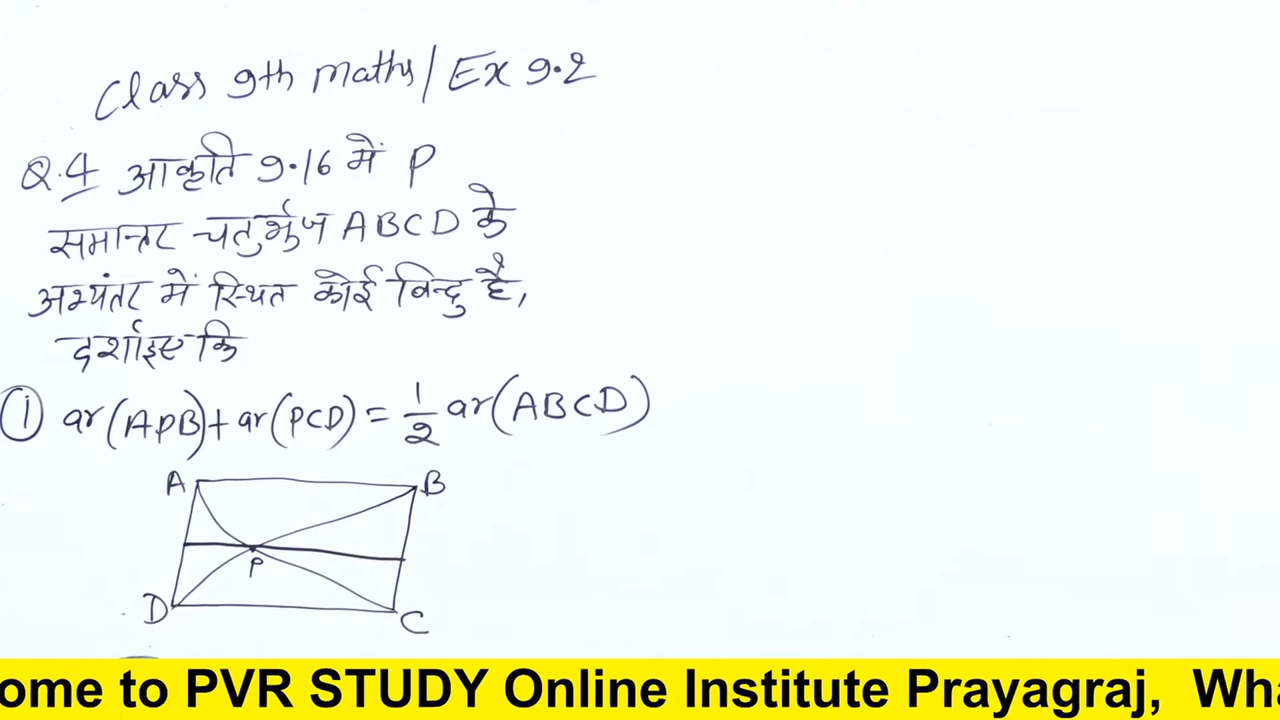 Class 9th maths/Ex 9.2
Q.4 आकृति 9.16 में P
समान्तर चतुर्भुज ABCD के
अभ्यंतर में स्थित कोई बिन्दु है,
दर्शाइए कि
① ar(APB)+ar(PCD)=1/2 ar(ABCD)
A B
P
D C
ome to PVR STUDY Online Institute Prayagraj, Wha